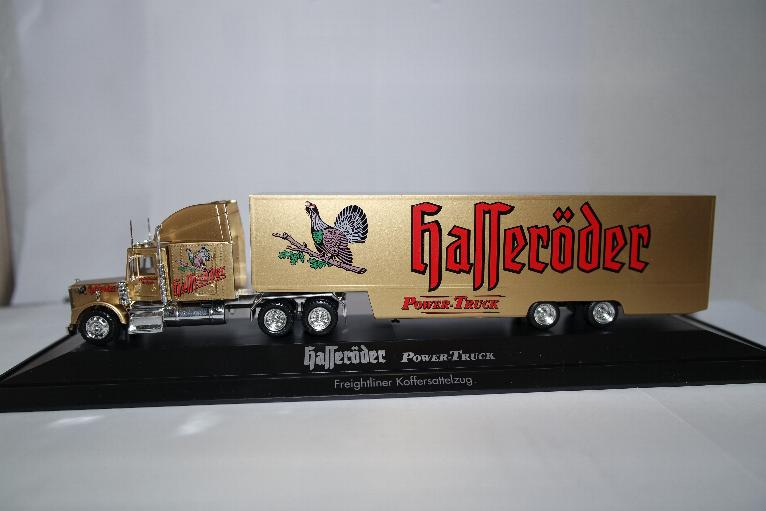 Hasseröder
POWER-TRUCK
Hasseröder
Hasseröder POWER-TRUCK
Freightliner Koffersattelzug